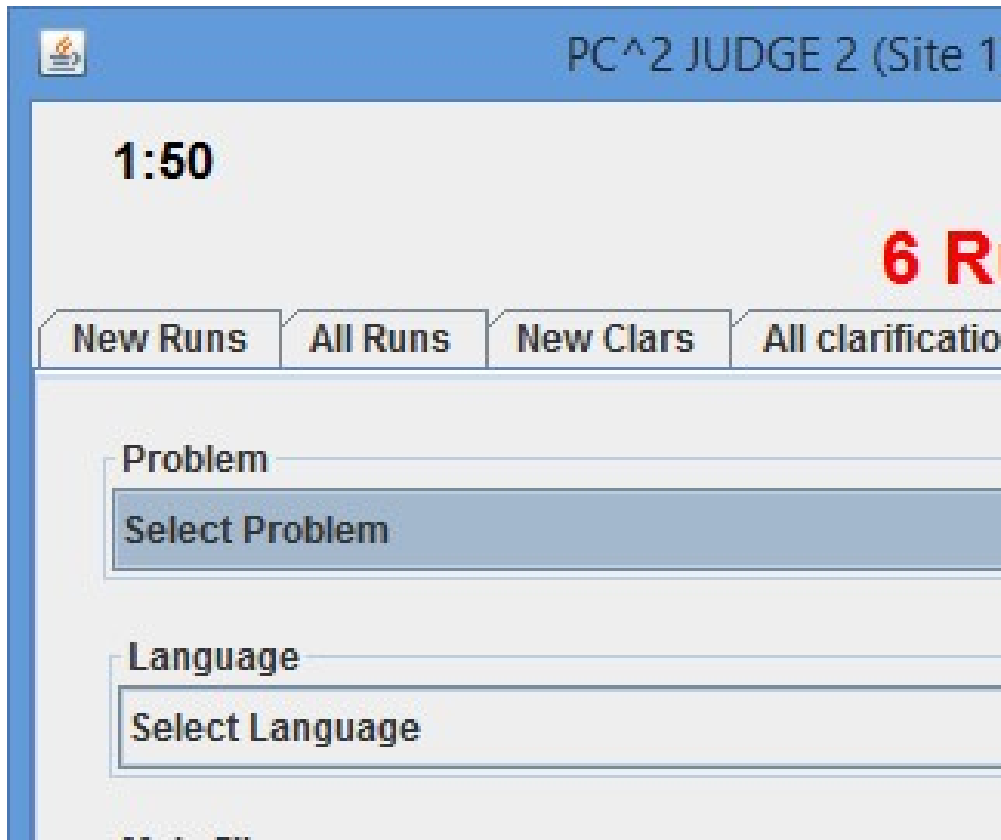 PC^2 JUDGE 2 (Site 1
1:50
6 R
New Runs All Runs New Clars All clarificatio
Problem
Select Problem
Language
Select Language